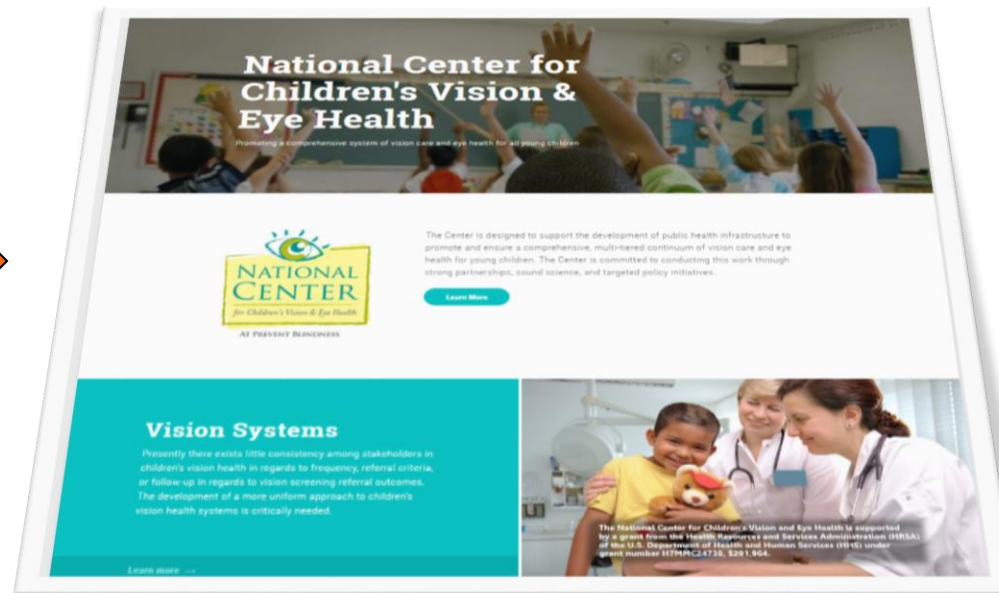 National Center for
Children's Vision &
Eye Health
Promoting a comprehensive system of vision care and eye health for all young children
NATIONAL
CENTER
for Children's Vision & Eye Health
AT PREVENT BLINDNESS
The Center is designed to support the development of public health infrastructure to
promote and ensure a comprehensive, multi-tiered continuum of vision care and eye
health for young children. The Center is committed to conducting this work through
strong partnerships, sound science, and targeted policy initiatives.
Learn More
Vision Systems
Presently there exists little consistency among stakeholders in
children's vision health in regards to frequency, referral criteria,
or follow-up in regards to vision screening referral outcomes.
The development of a more uniform approach to children's
vision health systems is critically needed.
Learn more →
The National Center for Children's Vision and Eye Health is supported
by a grant from the Health Resources and Services Administration (HRSA)
of the U.S. Department of Health and Human Services (HHS) under
grant number H7MMC24738, $291,964.